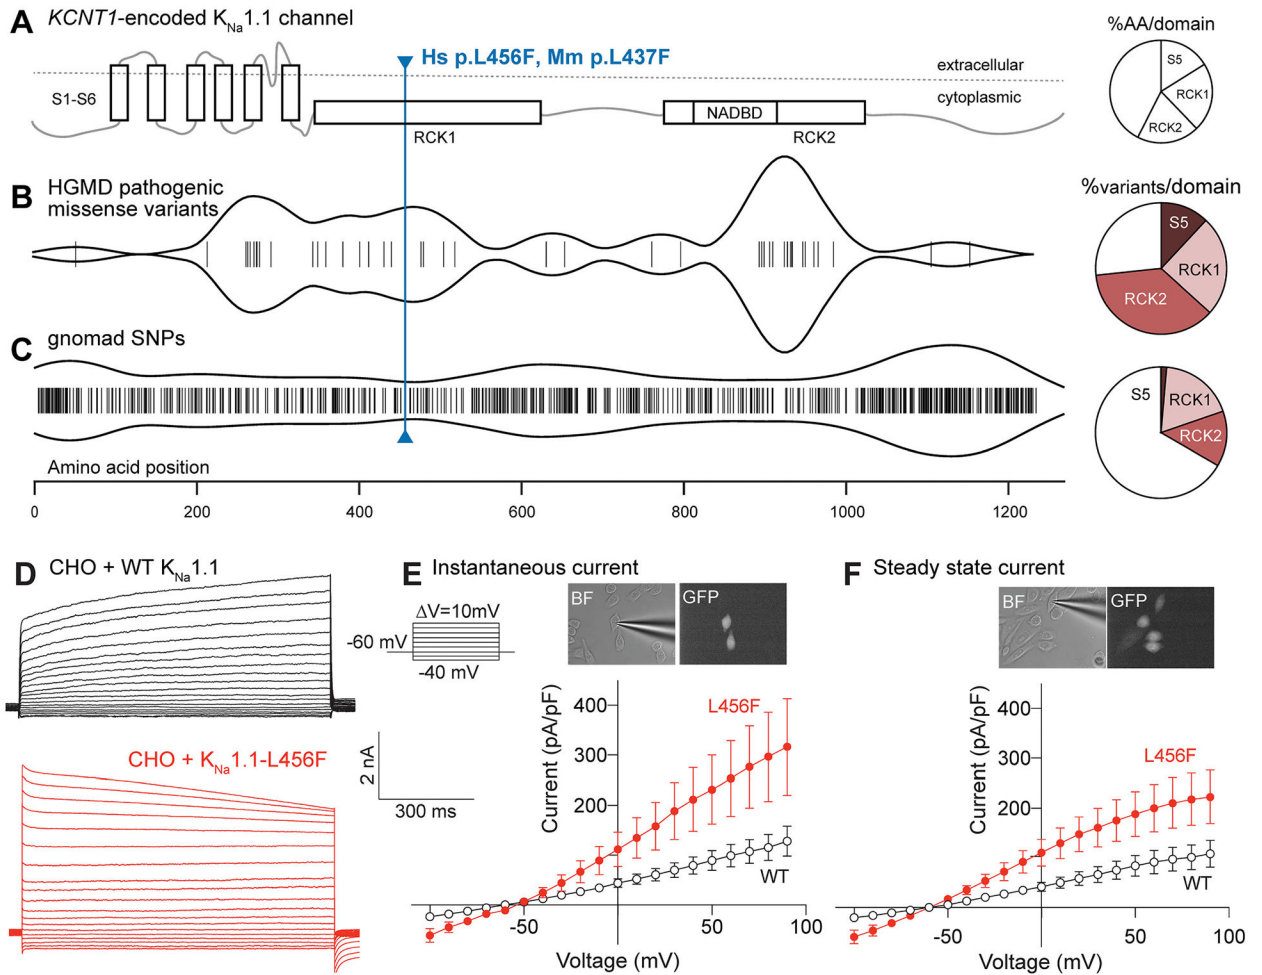 A KCNT1-encoded KNa1.1 channel
%AA/domain
Hs p.L456F, Mm p.L437F
extracellular
cytoplasmic
S1-S6
NADBD
RCK1
RCK2
S5
RCK1
RCK2
B HGMD pathogenic
missense variants
%variants/domain
S5
RCK1
RCK2
C gnomad SNPs
S5
RCK1
RCK2
Amino acid position
0 200 400 600 800 1000 1200
D CHO + WT KNa1.1
CHO + KNa1.1-L456F
ΔV=10mV
-60 mV
-40 mV
2 nA
300 ms
E Instantaneous current
BF GFP
Current (pA/pF)
400
300
200
L456F
WT
-50 50 100
Voltage (mV)
F Steady state current
BF GFP
Current (pA/pF)
400
300
200
L456F
WT
-50 50 100
Voltage (mV)